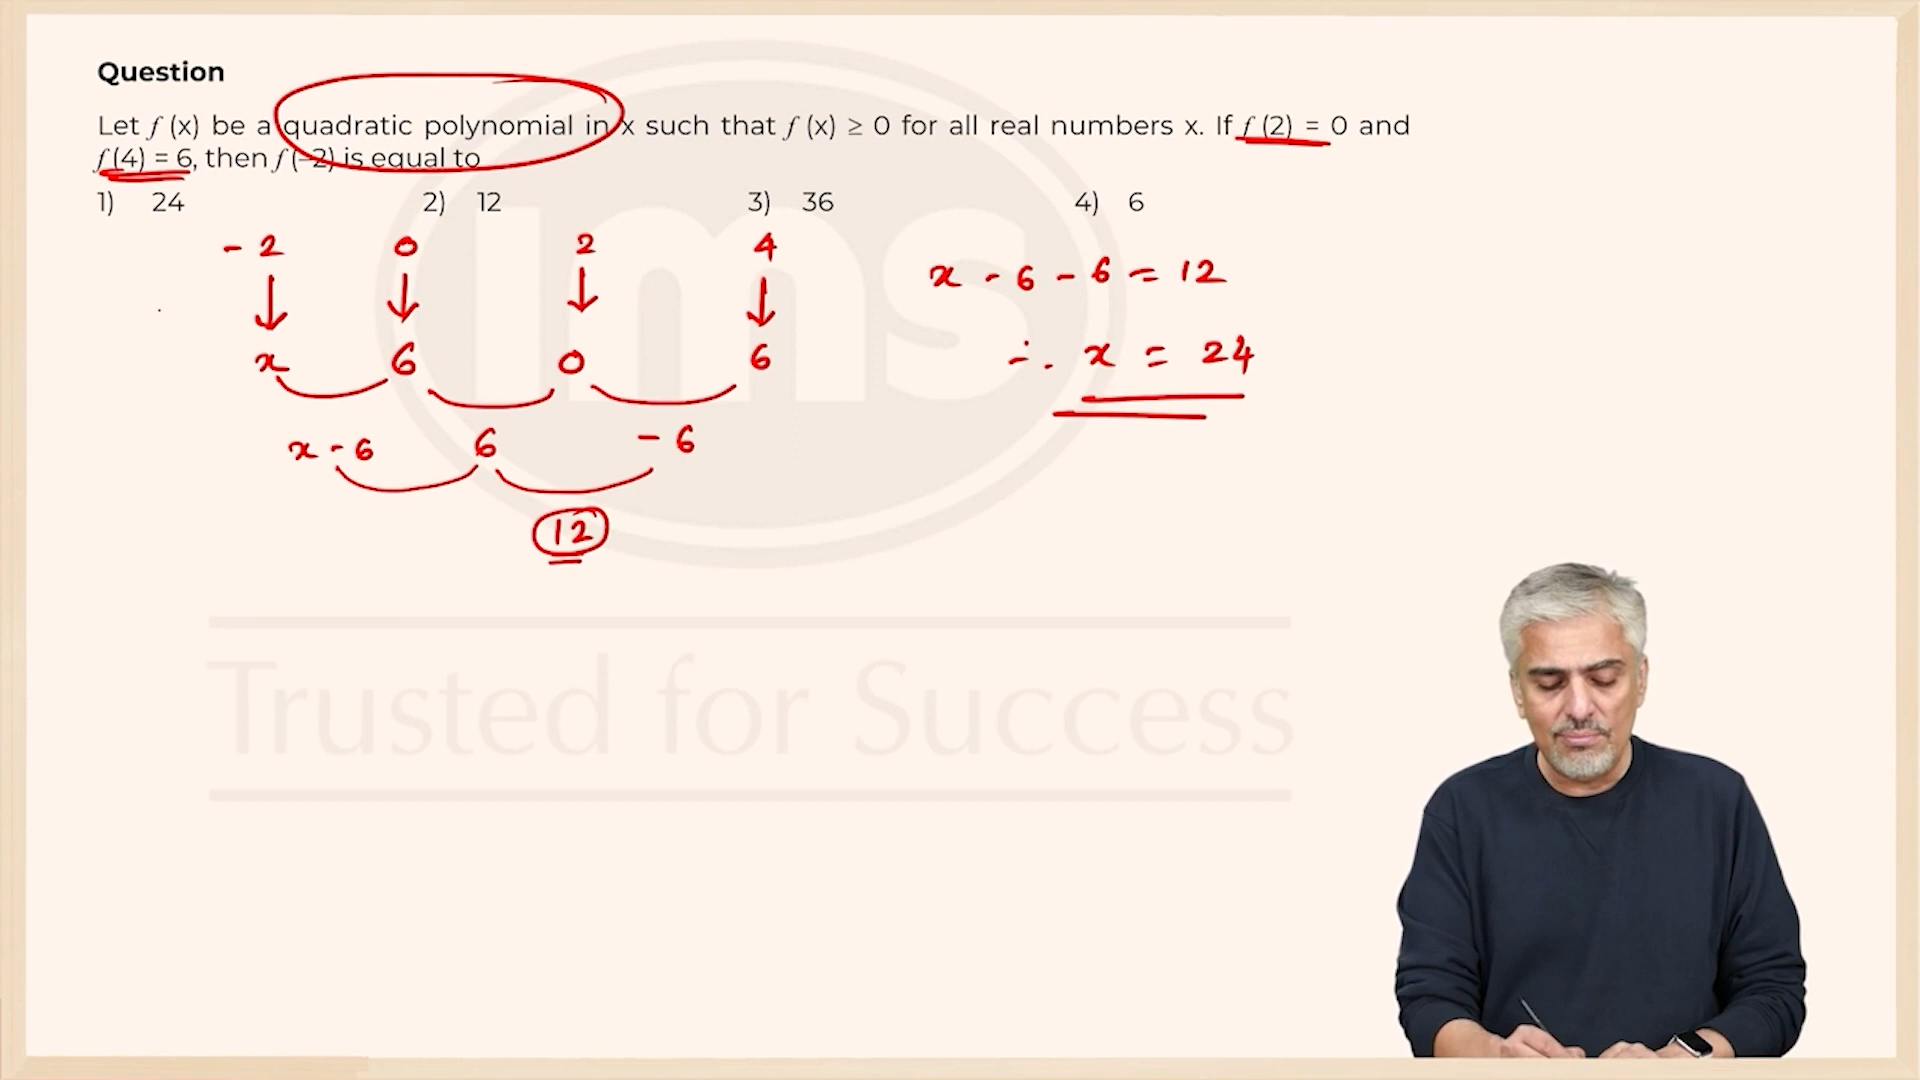 Question
Let f (x) be a quadratic polynomial in x such that f (x) ≥ 0 for all real numbers x. If f (2) = 0 and
f (4) = 6, then f (–2) is equal to
1) 24 2) 12 3) 36 4) 6
- 2 0 2 4
x - 6 - 6 = 12
x 6 0 6
∴ x = 24
x - 6 6 - 6
12
ims
Trusted for Success